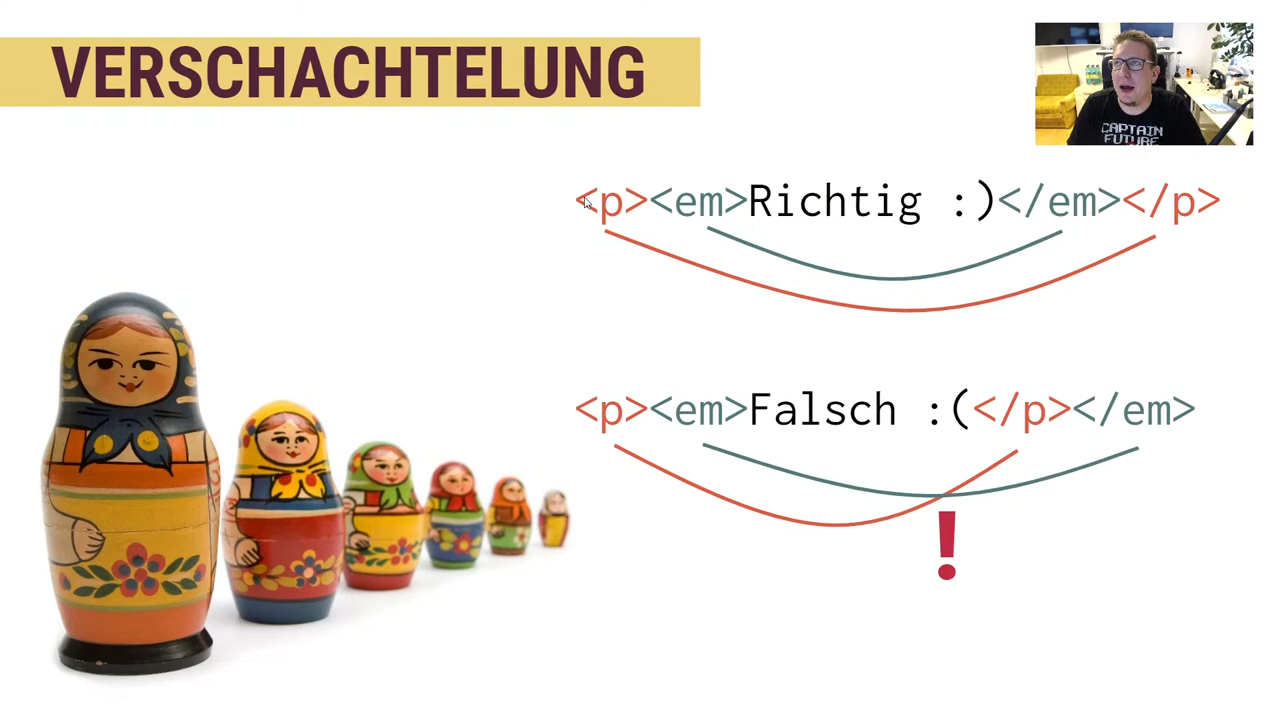 VERSCHACHTELUNG
CAPTAIN
FUTURE
<p><em>Richtig :)</em></p>
<p><em>Falsch :(</p></em>
!